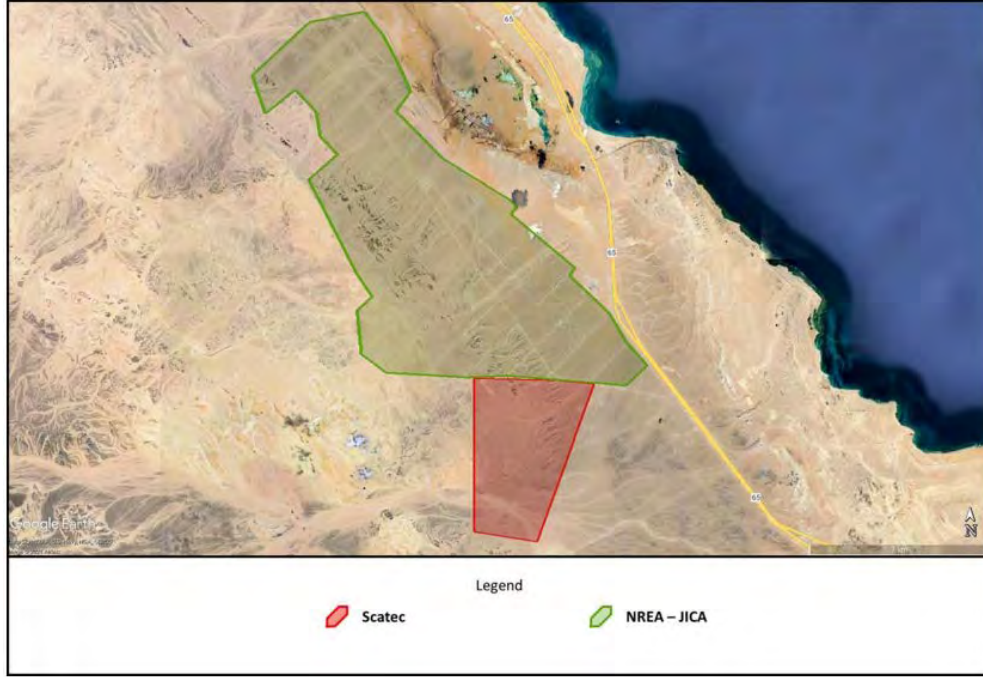 65
65
65
Google Earth
N
Legend
Scatec
NREA – JICA